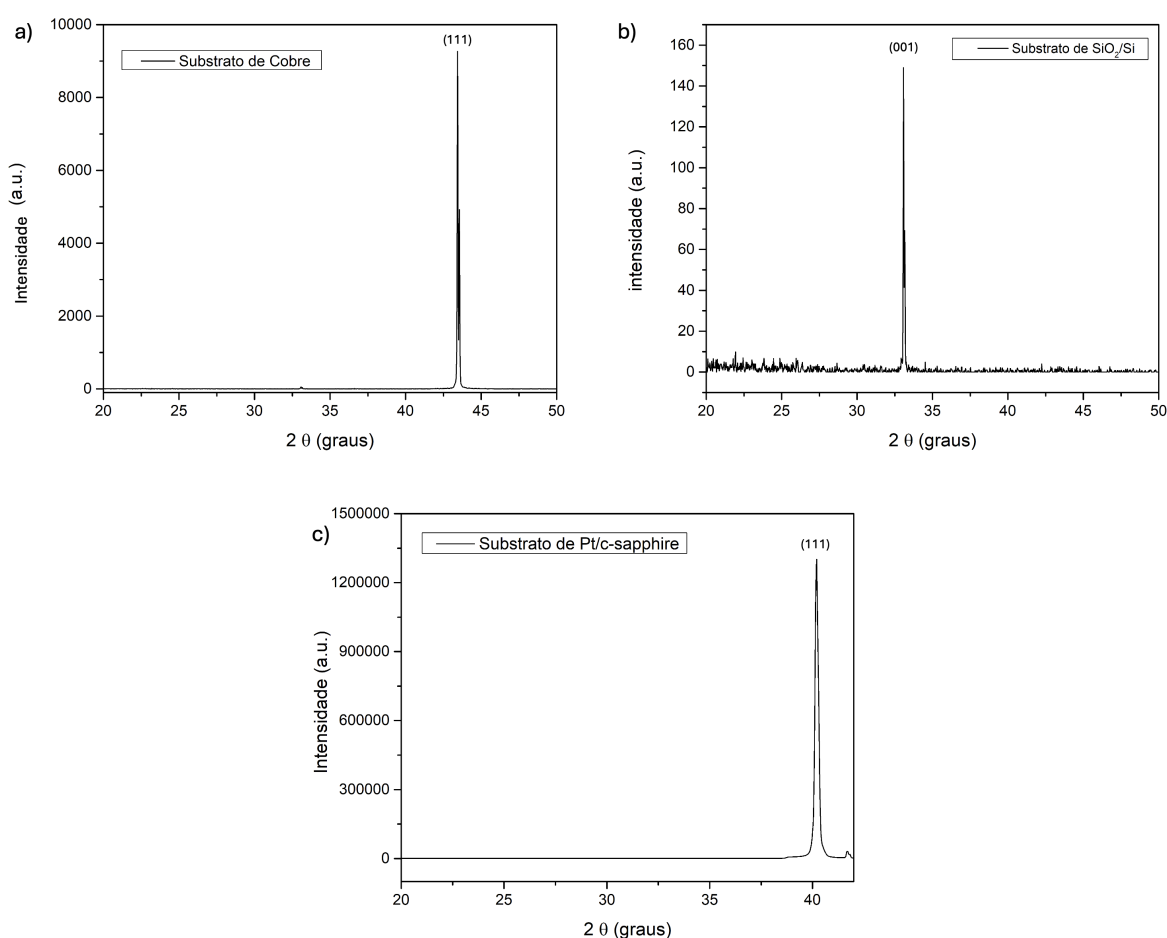 a)
10000
8000
6000
4000
2000
0
Intensidade (a.u.)
Substrato de Cobre
(111)
20 25 30 35 40 45 50
2 θ (graus)
b)
160
140
120
100
80
60
40
20
0
intensidade (a.u.)
(001)
Substrato de SiO₂/Si
20 25 30 35 40 45 50
2 θ (graus)
c)
1500000
1200000
900000
600000
300000
0
Intensidade (a.u.)
Substrato de Pt/c-sapphire
(111)
20 25 30 35 40
2 θ (graus)